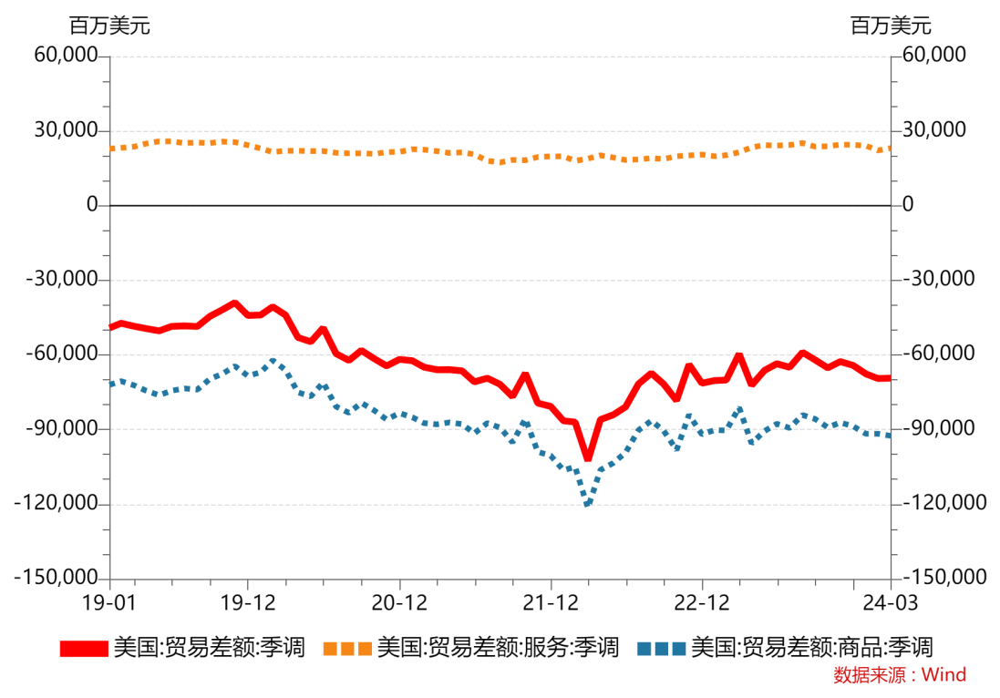 百万美元 百万美元
60,000 60,000
30,000 30,000
0 0
-30,000 -30,000
-60,000 -60,000
-90,000 -90,000
-120,000 -120,000
-150,000 -150,000
19-01 19-12 20-12 21-12 22-12 24-03
美国:贸易差额:季调 美国:贸易差额:服务:季调 美国:贸易差额:商品:季调
数据来源：Wind